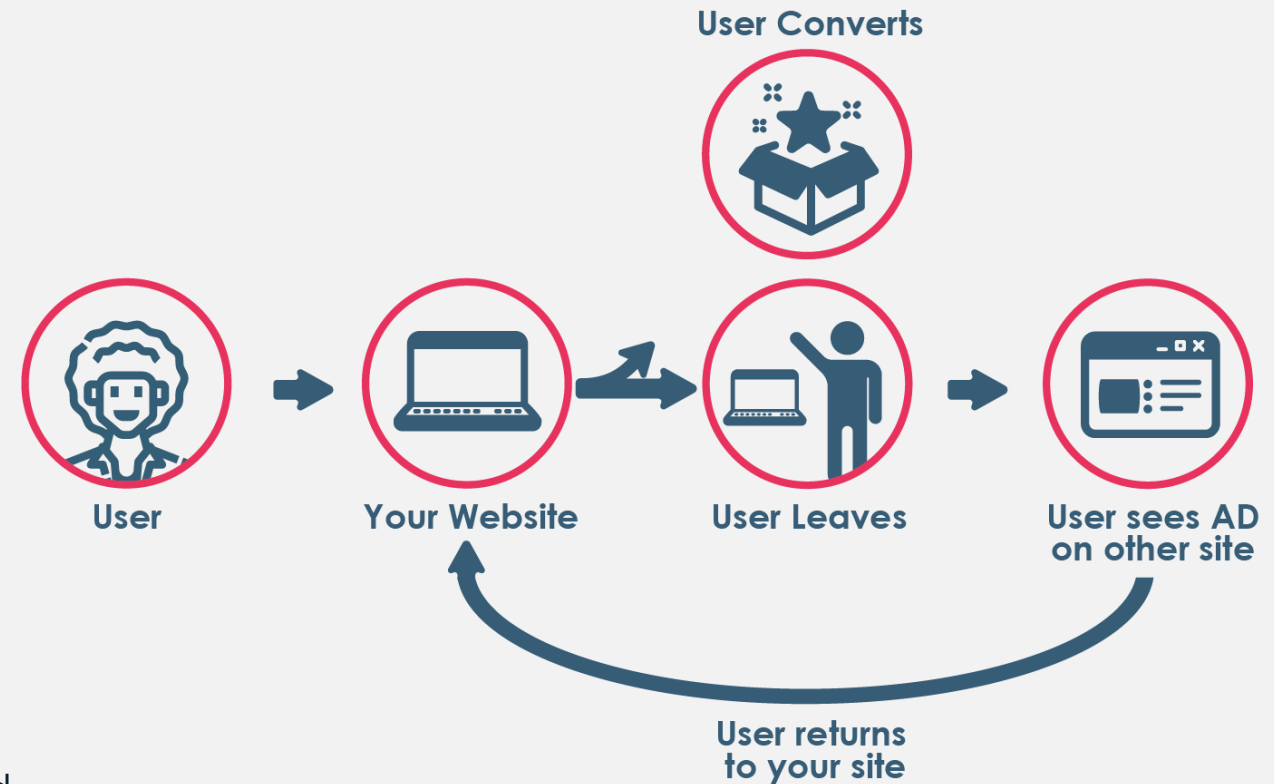 User Converts
User
Your Website
User Leaves
User sees AD
on other site
User returns
to your site